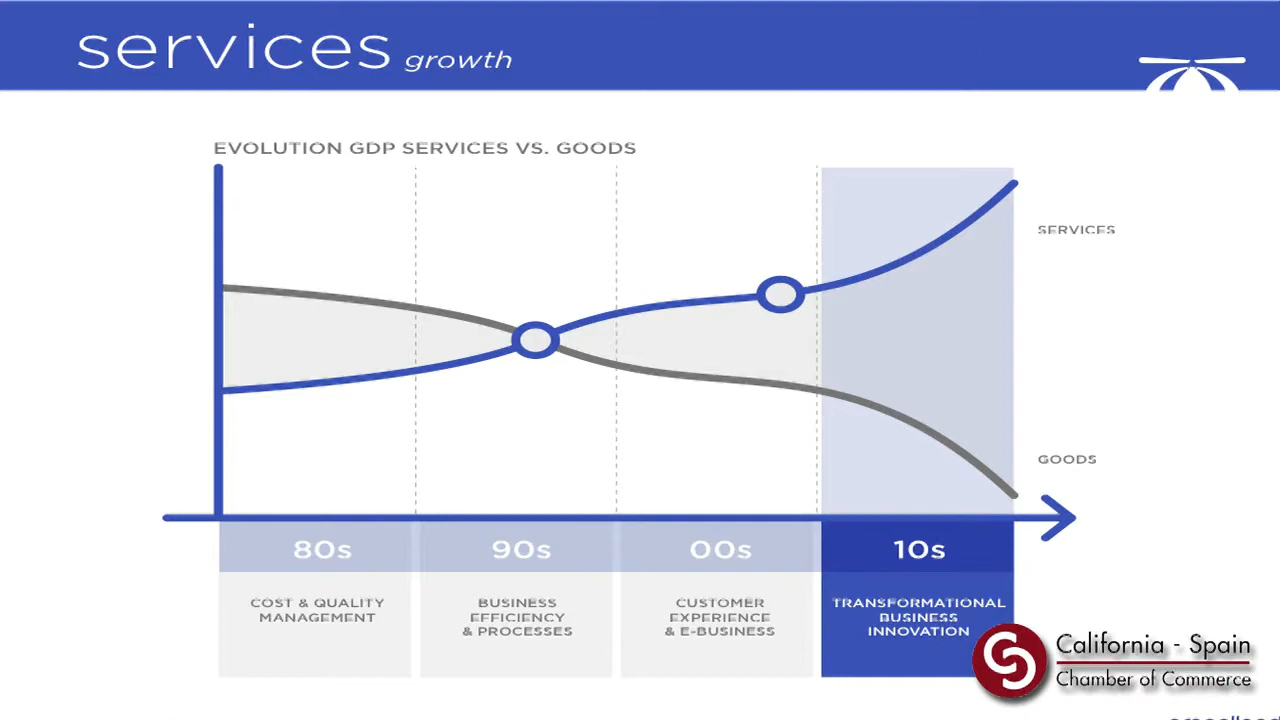 services growth
EVOLUTION GDP SERVICES VS. GOODS
SERVICES
GOODS
80s
90s
00s
10s
COST & QUALITY
MANAGEMENT
BUSINESS
EFFICIENCY
& PROCESSES
CUSTOMER
EXPERIENCE
& E-BUSINESS
TRANSFORMATIONAL
BUSINESS
INNOVATION
California - Spain
Chamber of Commerce